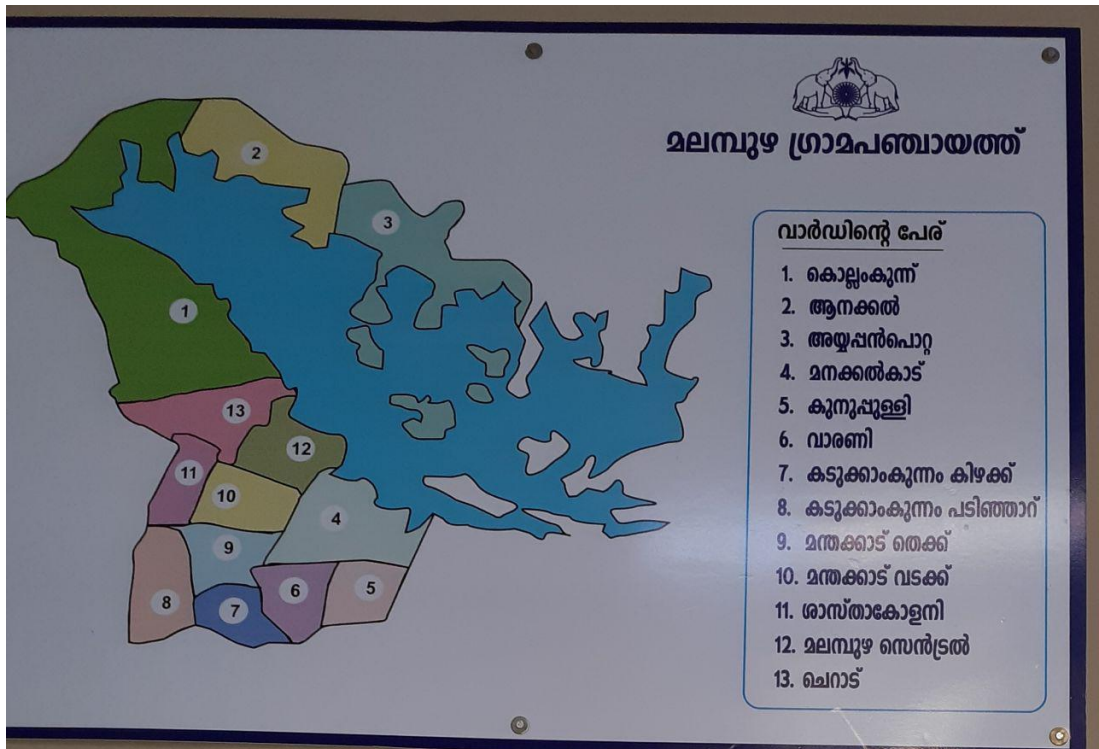 മലമ്പുഴ ഗ്രാമപഞ്ചായത്ത്
വാർഡിന്റെ പേര്
1. കൊല്ലംകുന്ന്
2. ആനക്കൽ
3. അയ്യപ്പൻപൊറ്റ
4. മനക്കൽകാട്
5. കുനുപ്പുള്ളി
6. വാരണി
7. കടുക്കാംകുന്നം കിഴക്ക്
8. കടുക്കാംകുന്നം പടിഞ്ഞാറ്
9. മന്തക്കാട് തെക്ക്
10. മന്തക്കാട് വടക്ക്
11. ശാസ്താകോളനി
12. മലമ്പുഴ സെൻട്രൽ
13. ചെറാട്
2
3
1
13
12
11
10
4
9
6
5
8
7